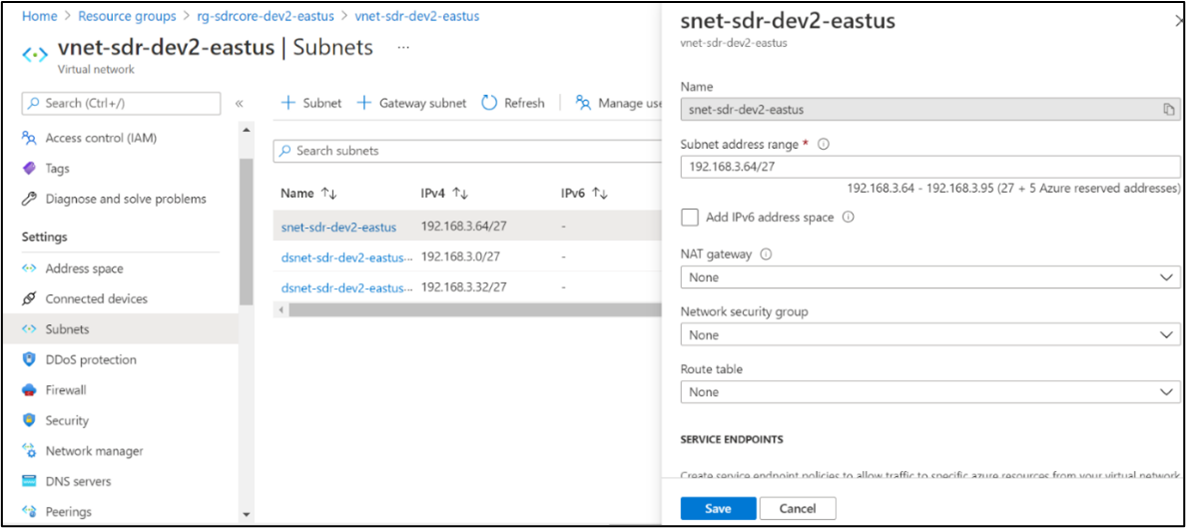 Home > Resource groups > rg-sdrcore-dev2-eastus > vnet-sdr-dev2-eastus
vnet-sdr-dev2-eastus | Subnets ...
Virtual network
Search (Ctrl+/)
«
Access control (IAM)
Tags
Diagnose and solve problems
Settings
Address space
Connected devices
Subnets
DDoS protection
Firewall
Security
Network manager
DNS servers
Peerings
+ Subnet + Gateway subnet Refresh Manage use
Search subnets
Name ↑↓ IPv4 ↑↓ IPv6 ↑↓
snet-sdr-dev2-eastus 192.168.3.64/27 -
dsnet-sdr-dev2-eastus... 192.168.3.0/27 -
dsnet-sdr-dev2-eastus... 192.168.3.32/27 -
snet-sdr-dev2-eastus
vnet-sdr-dev2-eastus
Name
snet-sdr-dev2-eastus
Subnet address range *
192.168.3.64/27
192.168.3.64 - 192.168.3.95 (27 + 5 Azure reserved addresses)
Add IPv6 address space
NAT gateway
None
Network security group
None
Route table
None
SERVICE ENDPOINTS
Create service endpoint policies to allow traffic to specific azure resources from your virtual network
Save Cancel